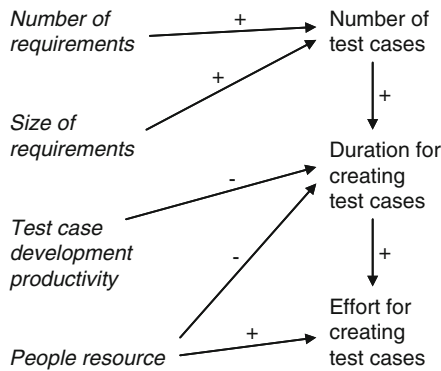 Number of
requirements
+
Number of
test cases
+
Size of
requirements
+
Duration for
creating
test cases
-
Test case
development
productivity
-
+
Effort for
creating
test cases
+
People resource